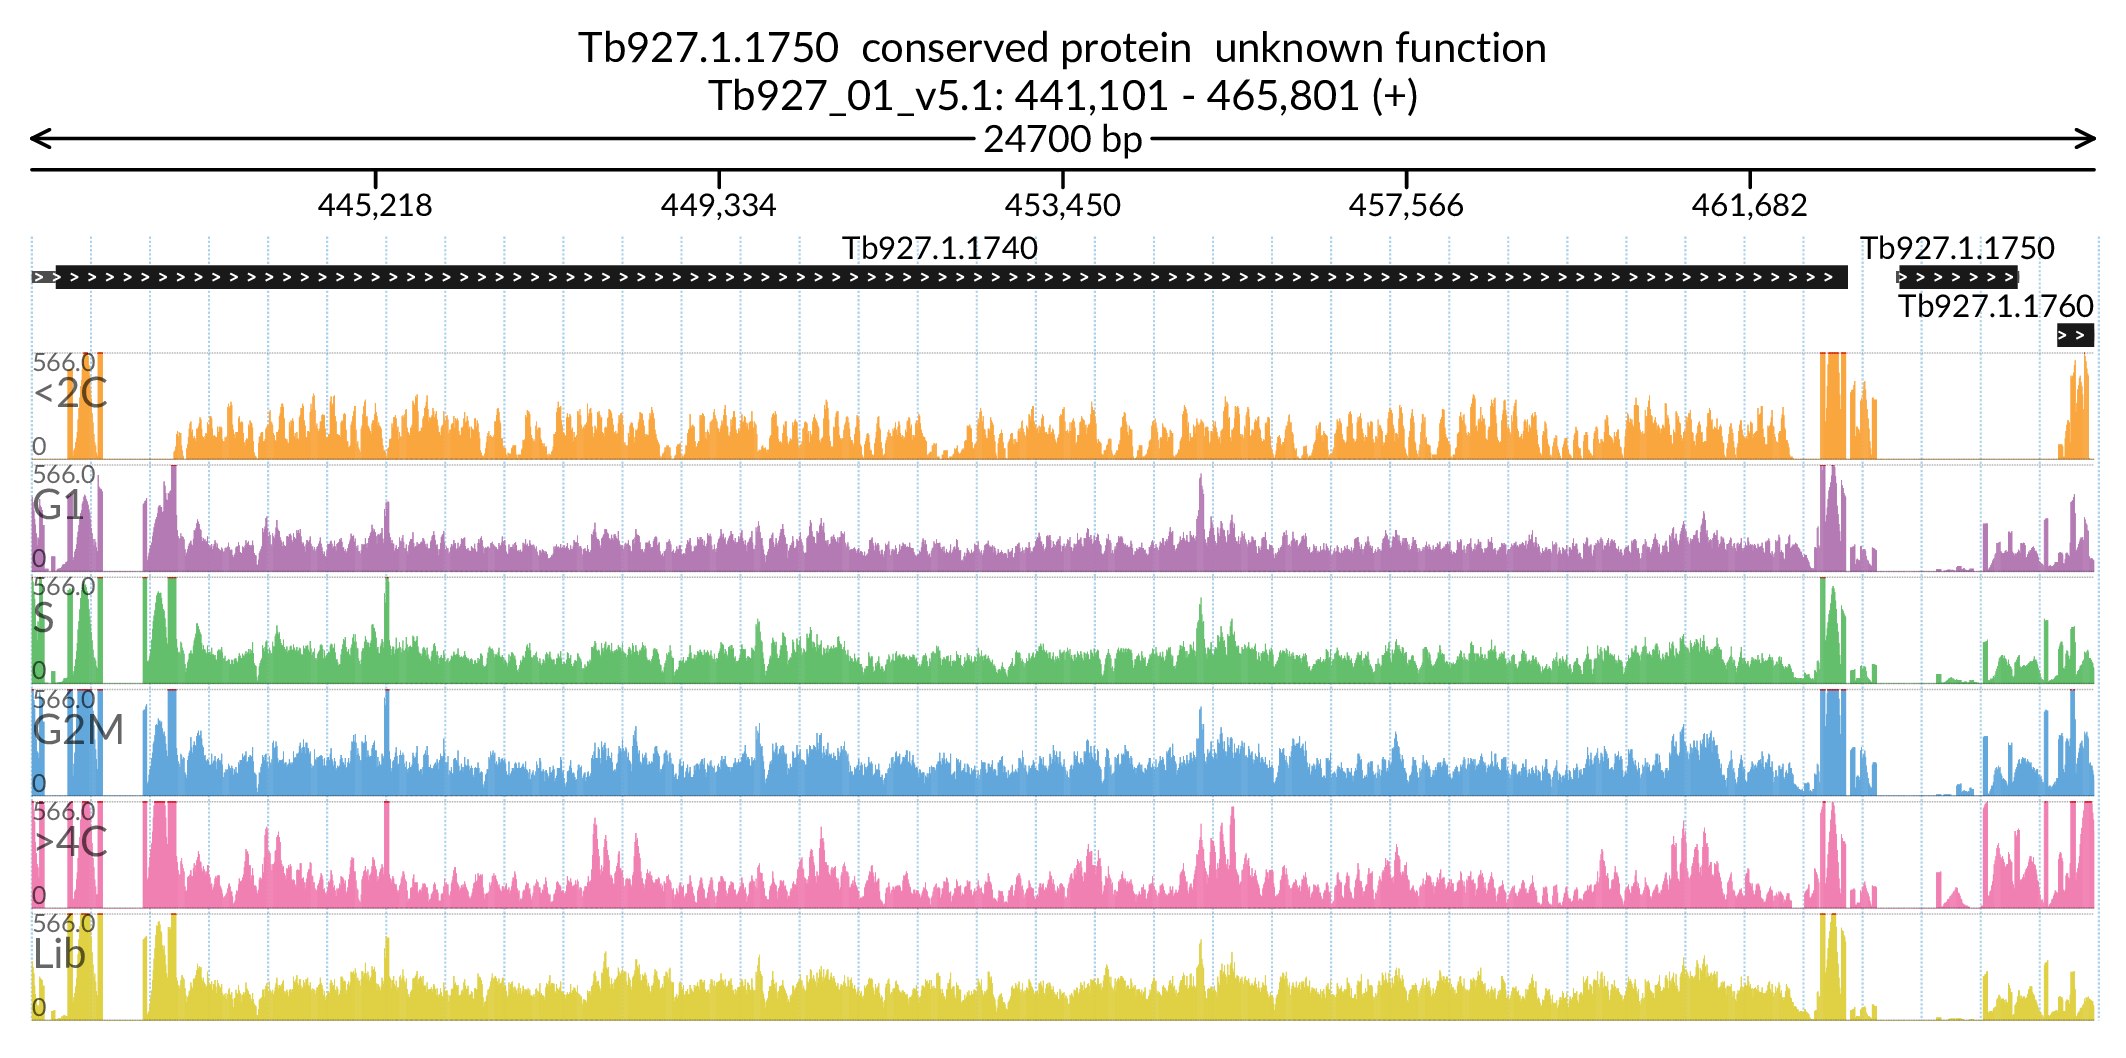 Tb927.1.1750  conserved protein  unknown function
Tb927_01_v5.1: 441,101 - 465,801 (+)
24700 bp
445,218 449,334 453,450 457,566 461,682
Tb927.1.1740 Tb927.1.1750
Tb927.1.1760
566.0
<2C
0
566.0
G1
0
566.0
S
0
566.0
G2M
0
566.0
>4C
0
566.0
Lib
0